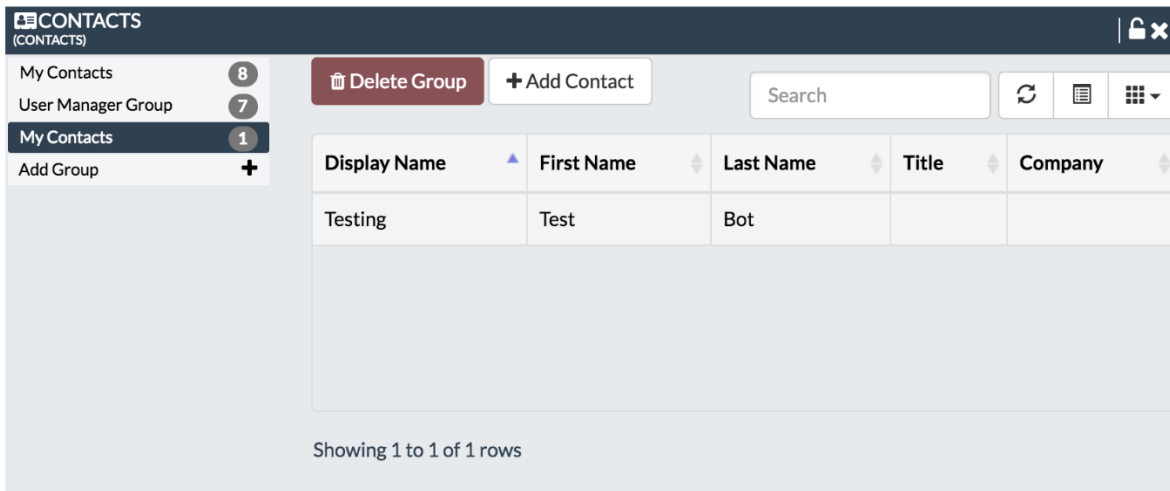 CONTACTS
(CONTACTS)
My Contacts 8
User Manager Group 7
My Contacts 1
Add Group
Delete Group Add Contact Search
Display Name First Name Last Name Title Company
Testing Test Bot
Showing 1 to 1 of 1 rows